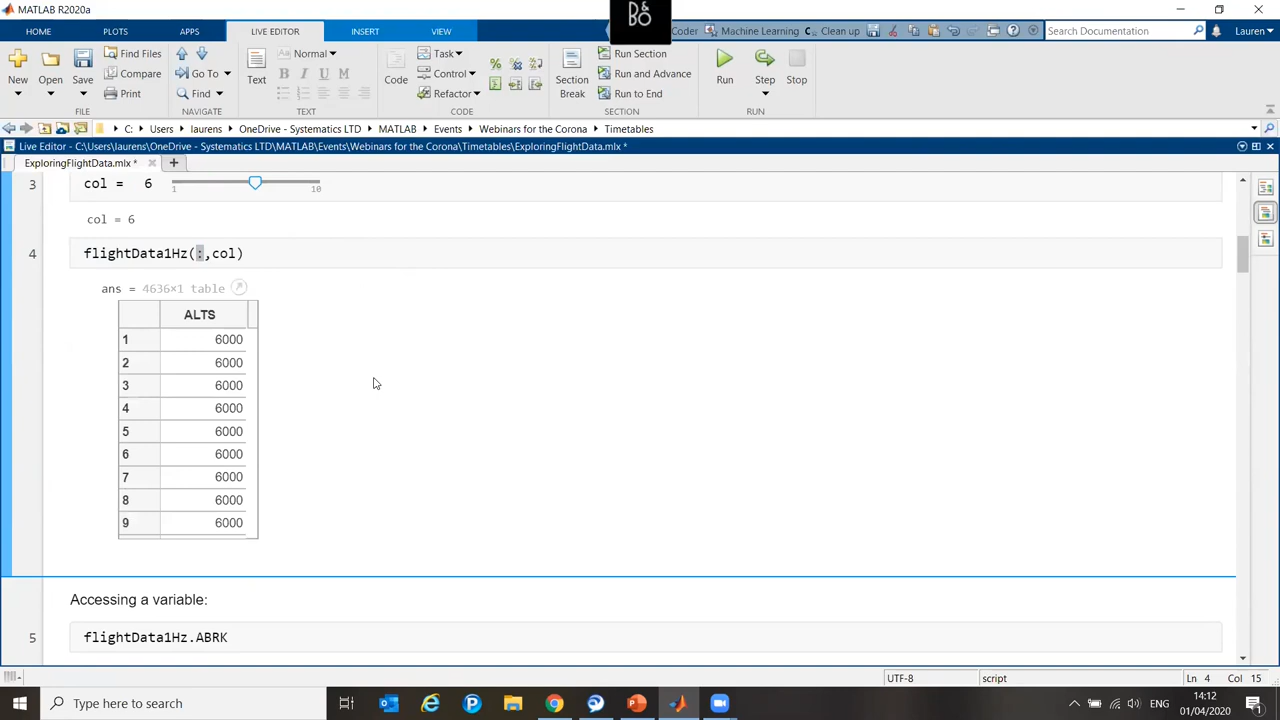 MATLAB R2020a
B&O
HOME PLOTS APPS LIVE EDITOR INSERT VIEW Coder Machine Learning Clean up Search Documentation Lauren
New Open Save Find Files Compare Print Go To Find Text Normal B I U M Code Task Control Refactor Section Break Run Section Run and Advance Run to End Run Step Stop
FILE NAVIGATE TEXT CODE SECTION RUN
C: Users laurens OneDrive - Systematics LTD MATLAB Events Webinars for the Corona Timetables
Live Editor - C:\Users\laurens\OneDrive - Systematics LTD\MATLAB\Events\Webinars for the Corona\Timetables\ExploringFlightData.mlx *
ExploringFlightData.mlx *
3 col = 6 1 10
col = 6
4 flightData1Hz(:,col)
ans = 4636×1 table
ALTS
1 6000
2 6000
3 6000
4 6000
5 6000
6 6000
7 6000
8 6000
9 6000
Accessing a variable:
5 flightData1Hz.ABRK
UTF-8 script Ln 4 Col 15
Type here to search ENG 14:12
01/04/2020